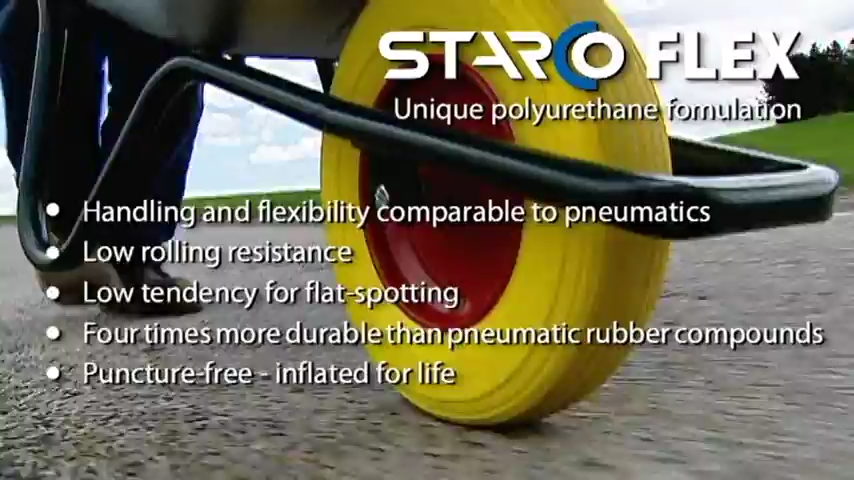 STARCO FLEX
Unique polyurethane fomulation
• Handling and flexibility comparable to pneumatics
• Low rolling resistance
• Low tendency for flat-spotting
• Four times more durable than pneumatic rubber compounds
• Puncture-free - inflated for life